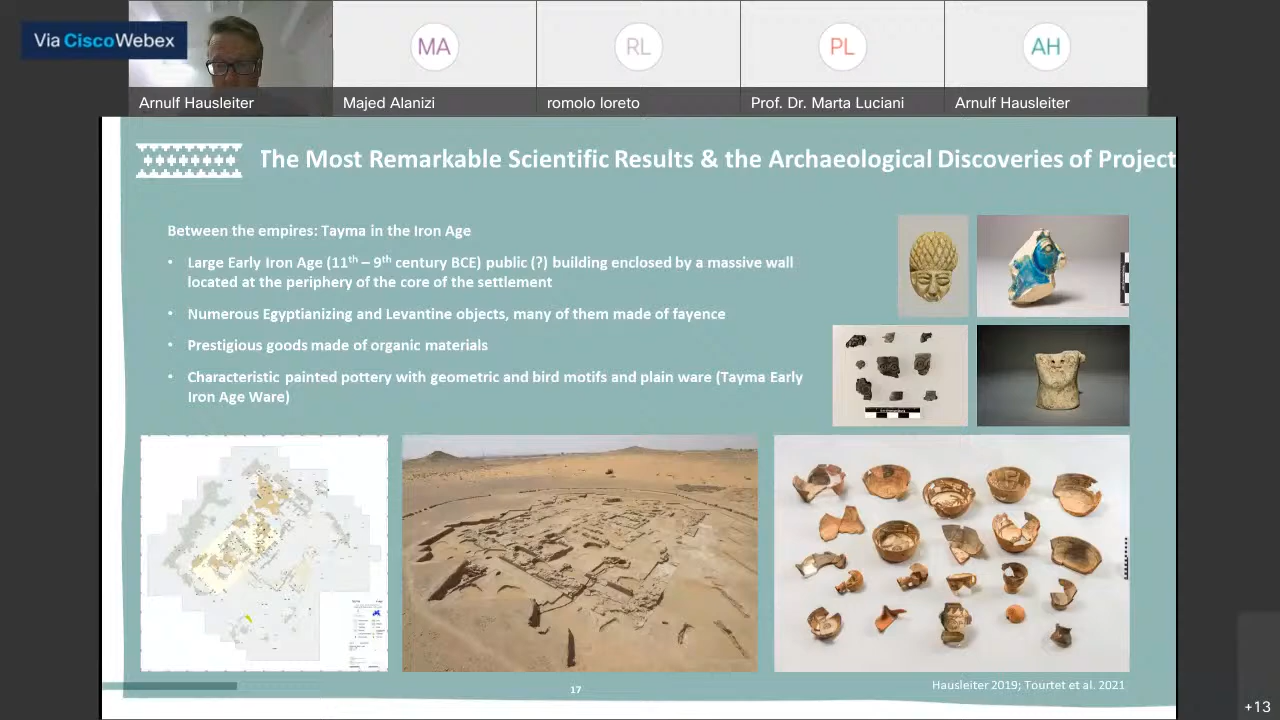 Via Cisco Webex
MA
RL
PL
AH
Arnulf Hausleiter
Majed Alanizi
romolo loreto
Prof. Dr. Marta Luciani
Arnulf Hausleiter
The Most Remarkable Scientific Results & the Archaeological Discoveries of Project
Between the empires: Tayma in the Iron Age
• Large Early Iron Age (11th – 9th century BCE) public (?) building enclosed by a massive wall
located at the periphery of the core of the settlement
• Numerous Egyptianizing and Levantine objects, many of them made of fayence
• Prestigious goods made of organic materials
• Characteristic painted pottery with geometric and bird motifs and plain ware (Tayma Early
Iron Age Ware)
17
Hausleiter 2019; Tourtet et al. 2021
+13